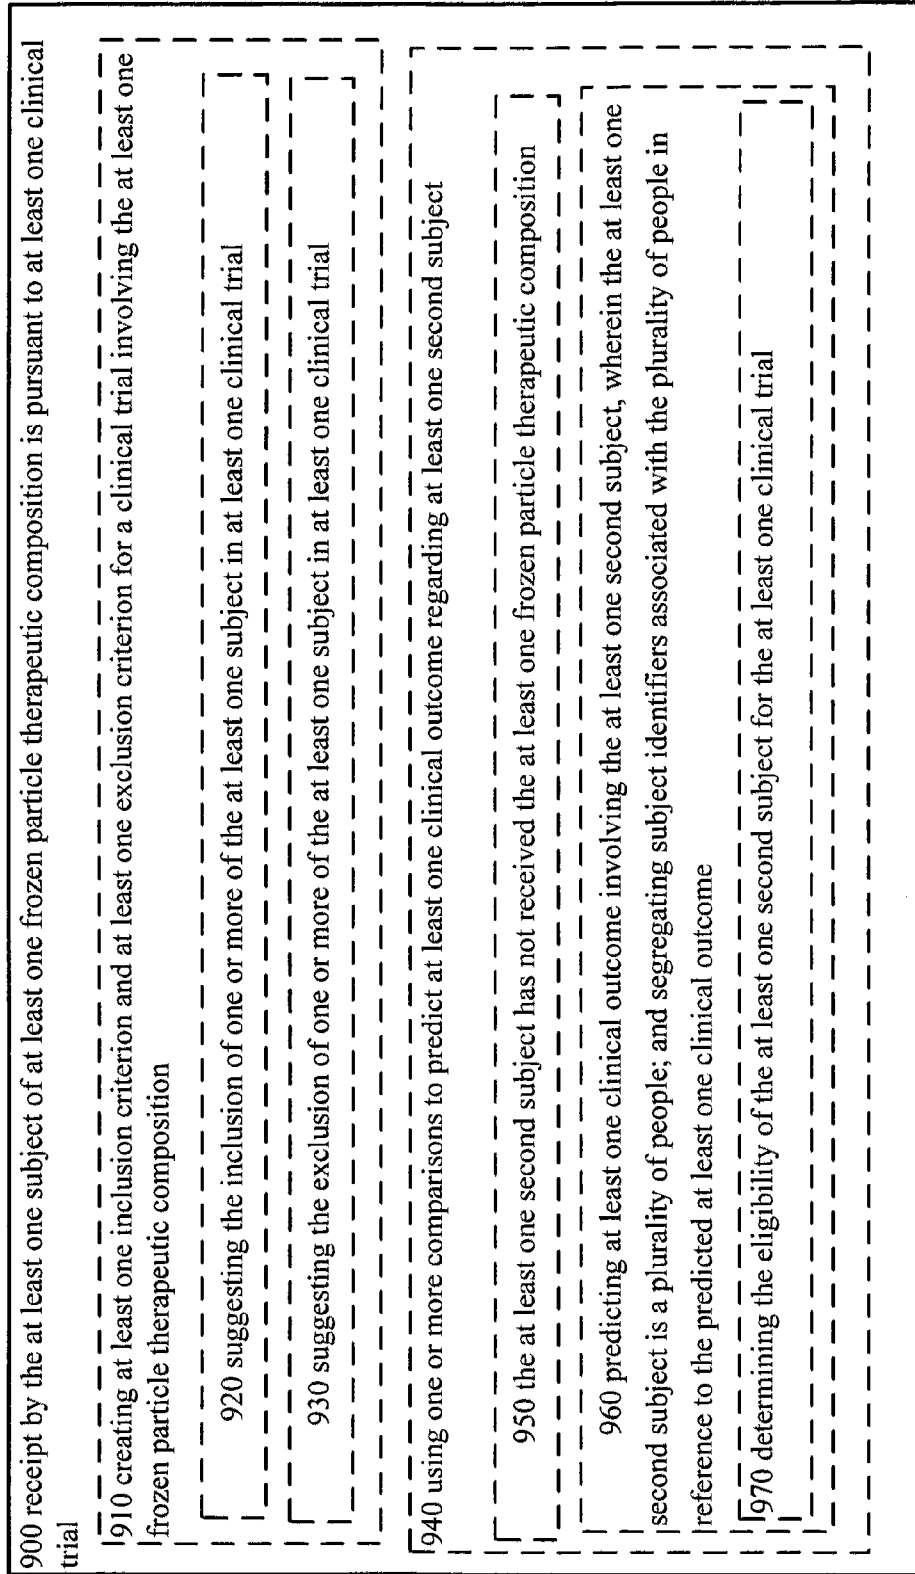 900 receipt by the at least one subject of at least one frozen particle therapeutic composition is pursuant to at least one clinical
trial
910 creating at least one inclusion criterion and at least one exclusion criterion for a clinical trial involving the at least one
frozen particle therapeutic composition
920 suggesting the inclusion of one or more of the at least one subject in at least one clinical trial
930 suggesting the exclusion of one or more of the at least one subject in at least one clinical trial
940 using one or more comparisons to predict at least one clinical outcome regarding at least one second subject
950 the at least one second subject has not received the at least one frozen particle therapeutic composition
960 predicting at least one clinical outcome involving the at least one second subject, wherein the at least one
second subject is a plurality of people; and segregating subject identifiers associated with the plurality of people in
reference to the predicted at least one clinical outcome
970 determining the eligibility of the at least one second subject for the at least one clinical trial